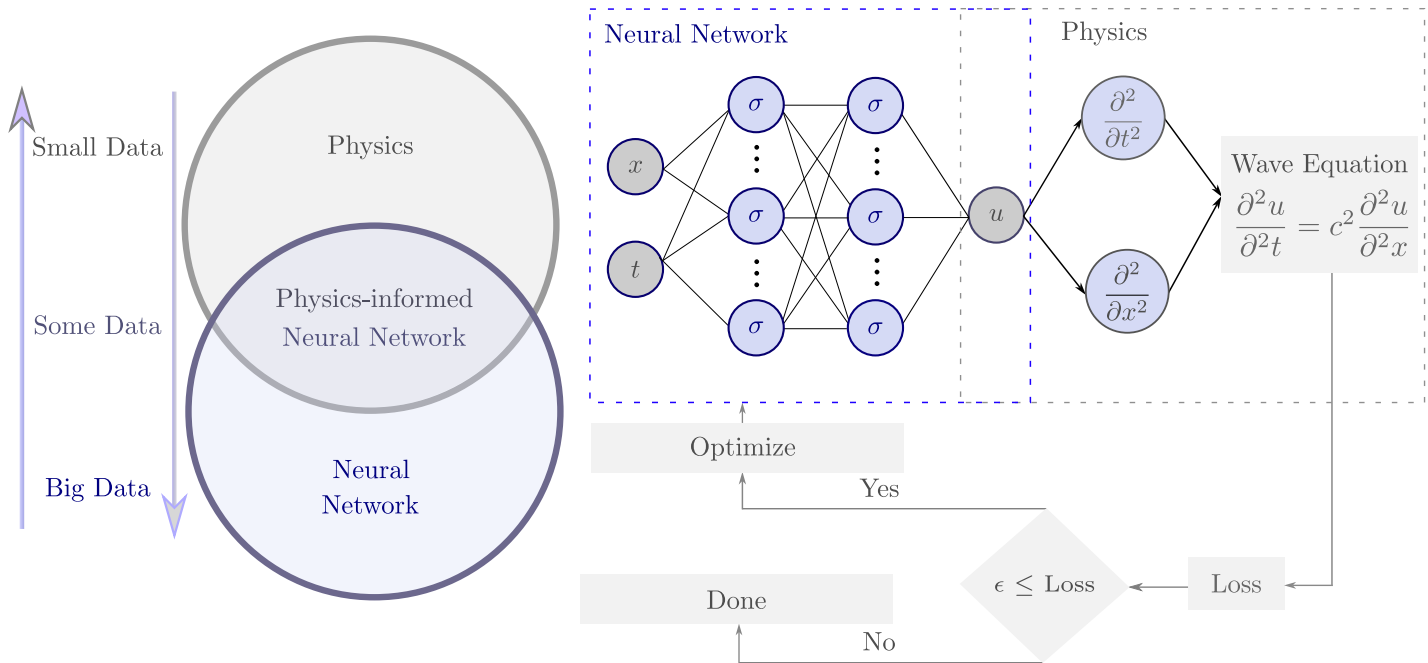 Small Data
Some Data
Big Data
Physics
Physics-informed
Neural Network
Neural
Network
Neural Network
Physics
x
t
σ
σ
σ
σ
σ
σ
u
∂²
∂t²
∂²
∂x²
Wave Equation
∂²u/∂²t = c² ∂²u/∂²x
Optimize
Yes
Done
No
ϵ ≤ Loss
Loss